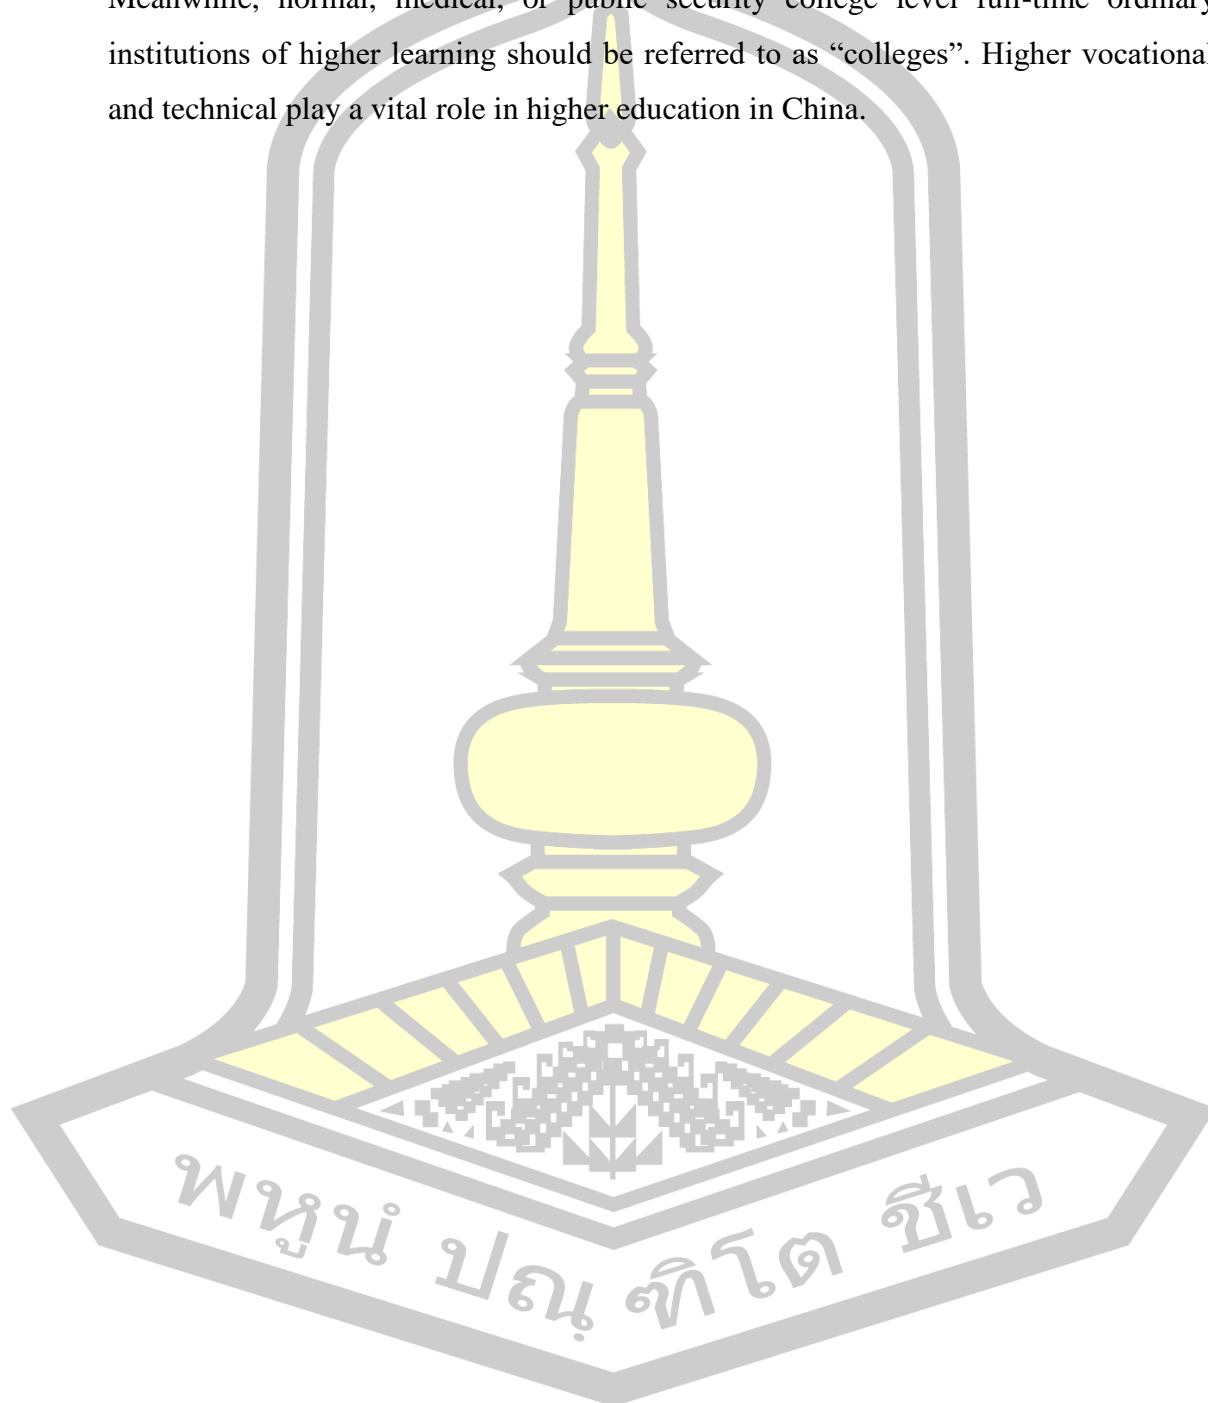 Meanwhile, normal, medical, or public security college level full-time ordinary
institutions of higher learning should be referred to as “colleges”. Higher vocational
and technical play a vital role in higher education in China.
พหูนํ ปณฺฑิโต ชีเว